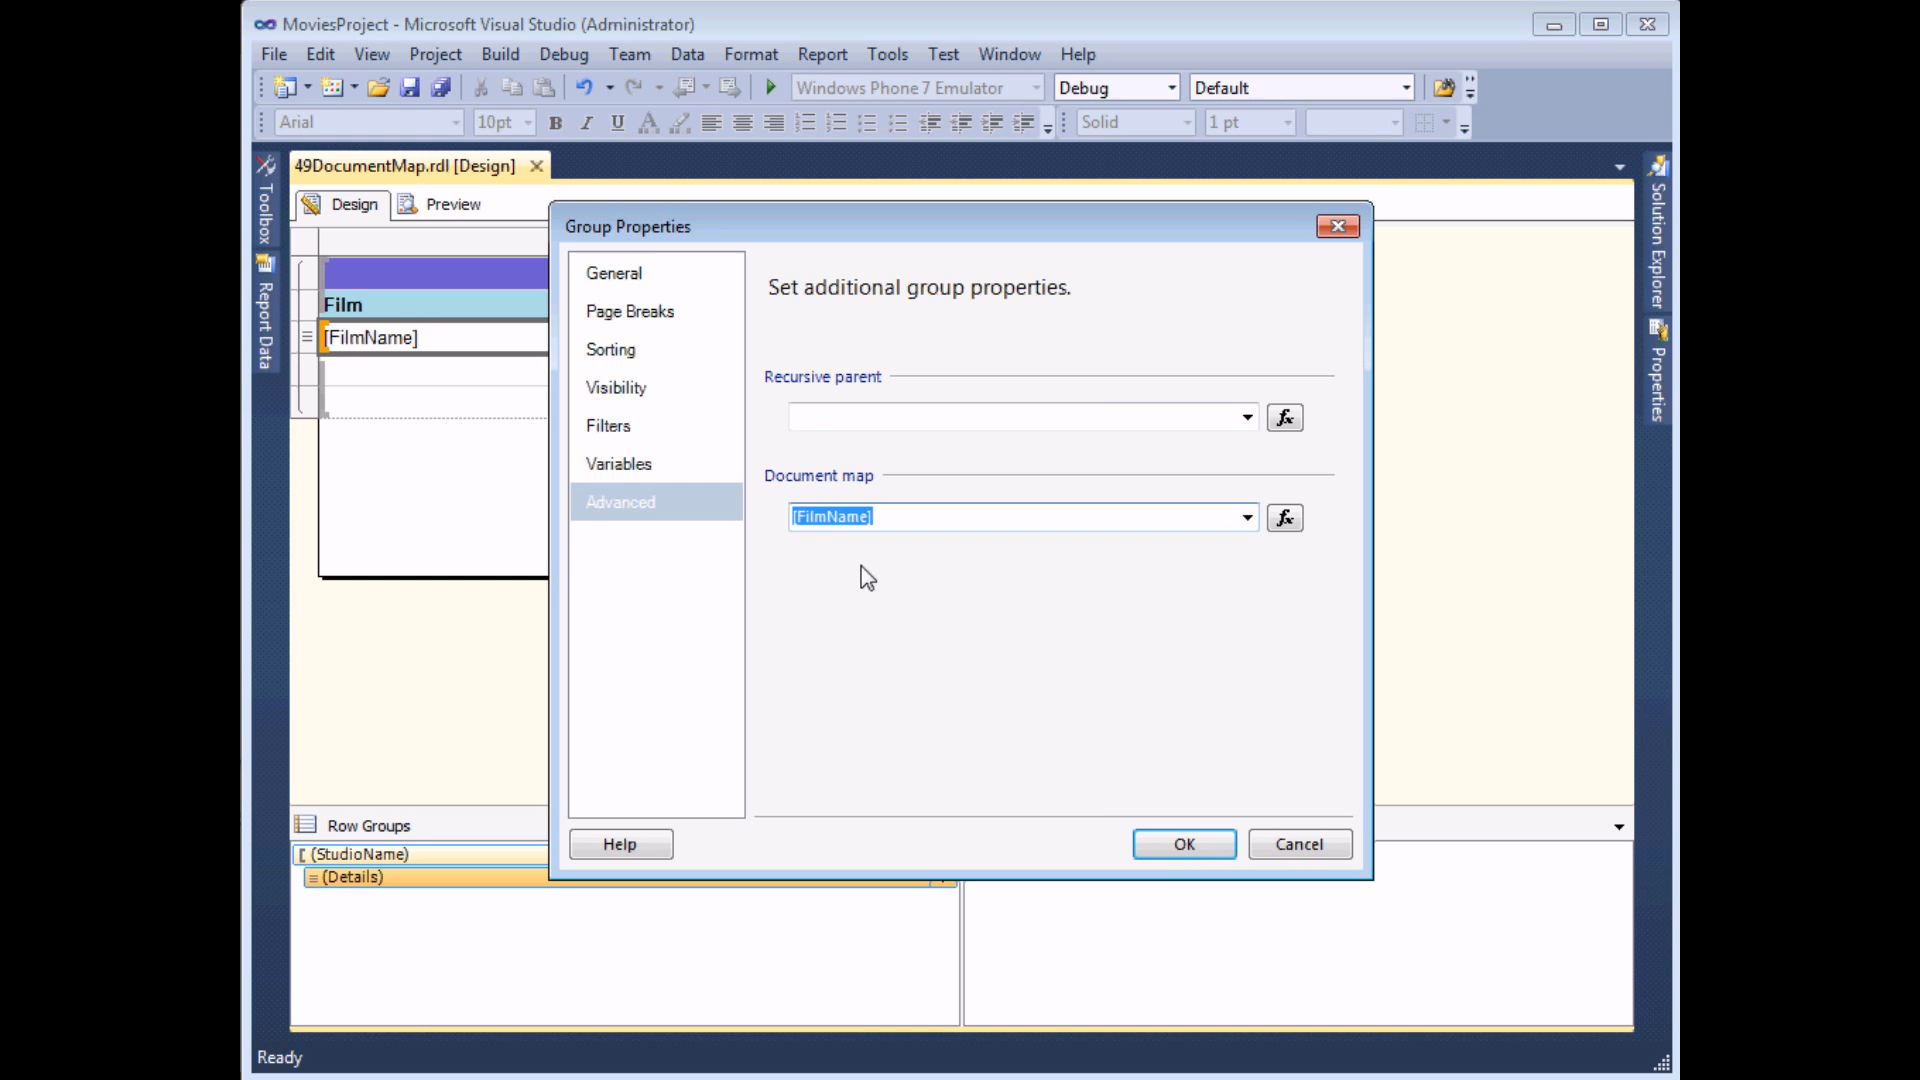 MoviesProject - Microsoft Visual Studio (Administrator)
File Edit View Project Build Debug Team Data Format Report Tools Test Window Help
Windows Phone 7 Emulator Debug Default
Arial 10pt B I U A Solid 1 pt
49DocumentMap.rdl [Design]
Design Preview
Toolbox
Report Data
Solution Explorer
Properties
Film
[FilmName]
Group Properties
General
Page Breaks
Sorting
Visibility
Filters
Variables
Advanced
Set additional group properties.
Recursive parent
fx
Document map
[FilmName] fx
Help OK Cancel
Row Groups
(StudioName)
(Details)
Ready